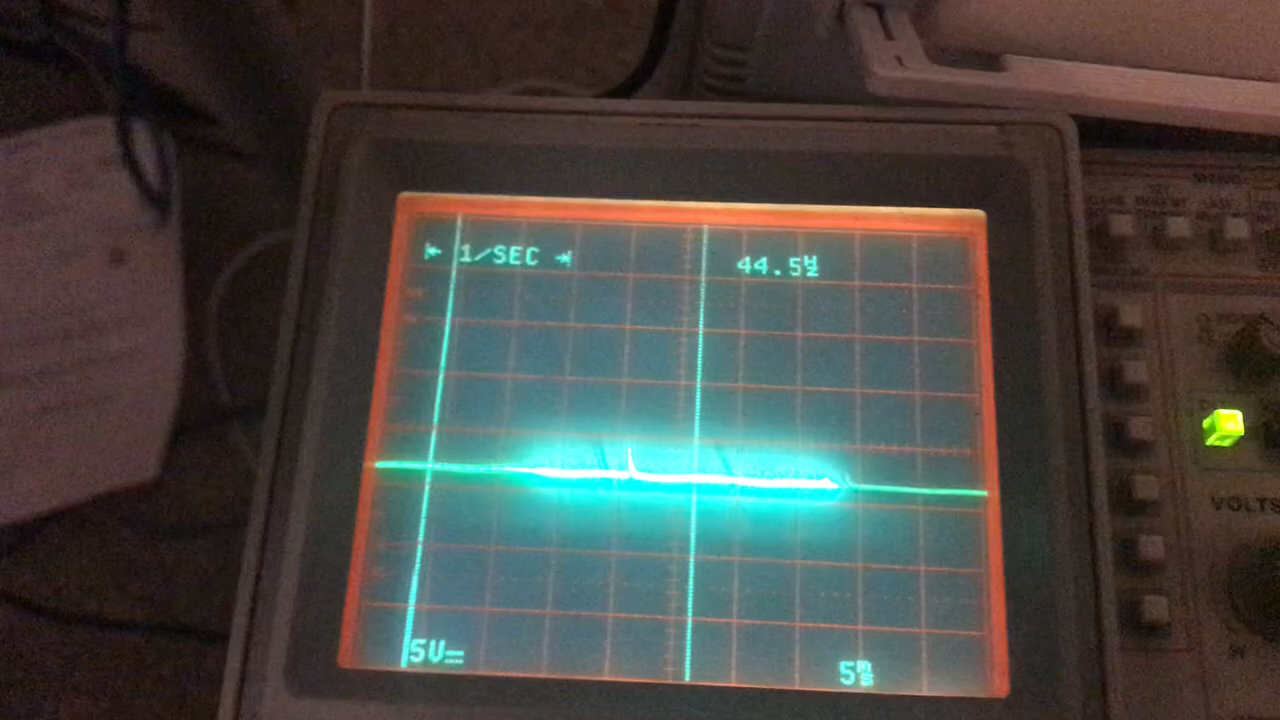 |← 1/SEC →|
44.5Hz
5V
5ms
VOLTS